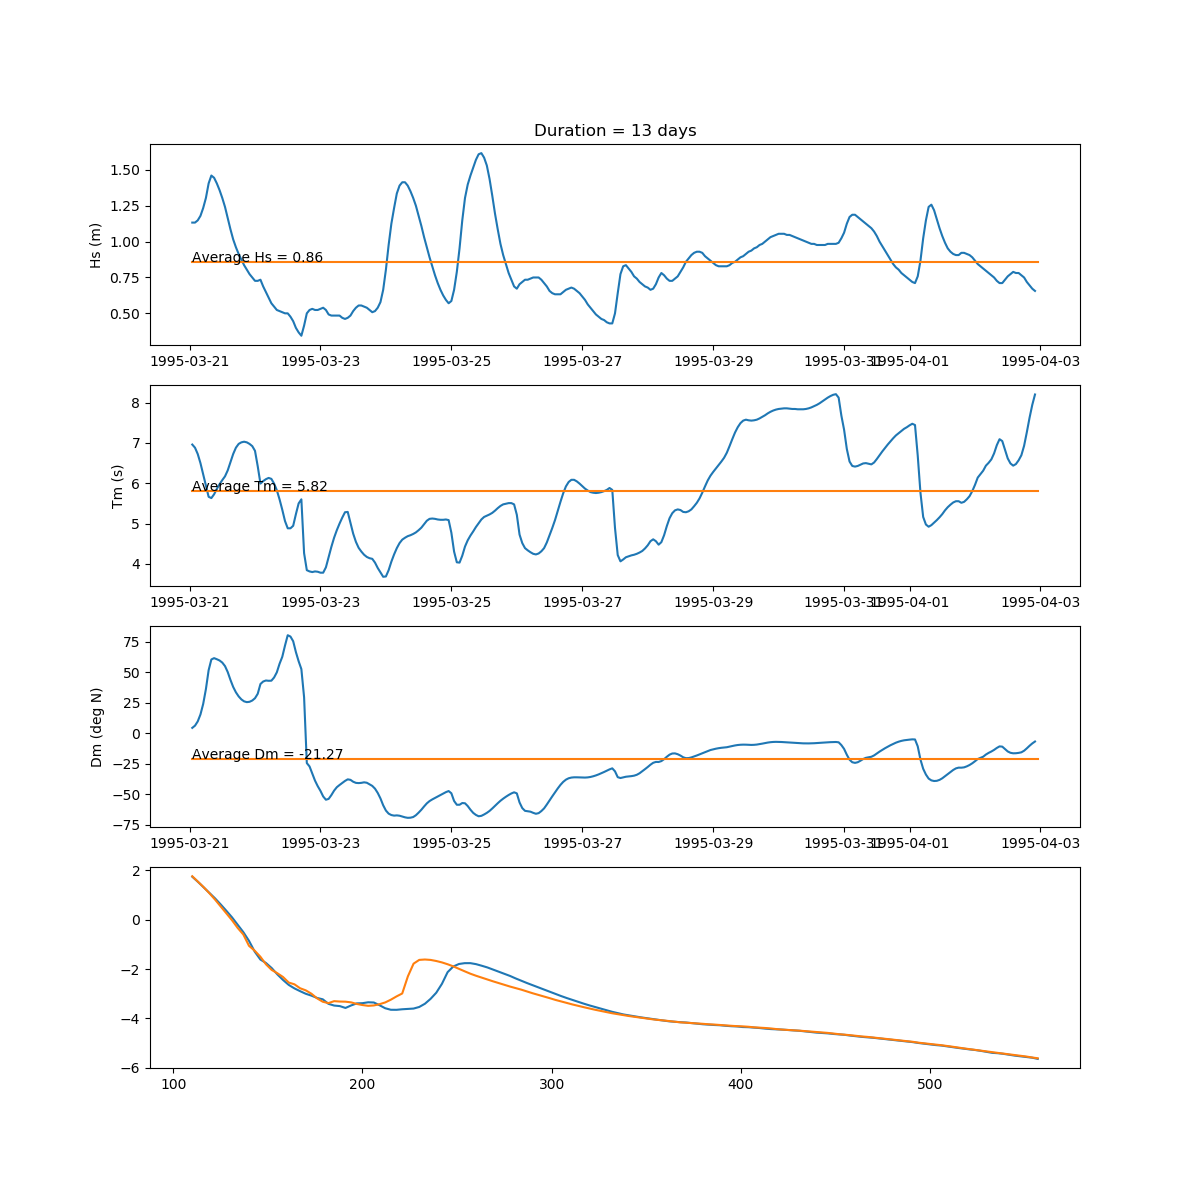 Duration = 13 days
1.50
1.25
1.00
0.75
0.50
Hs (m)
Average Hs = 0.86
1995-03-21 1995-03-23 1995-03-25 1995-03-27 1995-03-29 1995-03-31 1995-04-01 1995-04-03
8
7
6
5
4
Tm (s)
Average Tm = 5.82
1995-03-21 1995-03-23 1995-03-25 1995-03-27 1995-03-29 1995-03-31 1995-04-01 1995-04-03
75
50
25
0
−25
−50
−75
Dm (deg N)
Average Dm = -21.27
1995-03-21 1995-03-23 1995-03-25 1995-03-27 1995-03-29 1995-03-31 1995-04-01 1995-04-03
2
0
−2
−4
−6
100 200 300 400 500